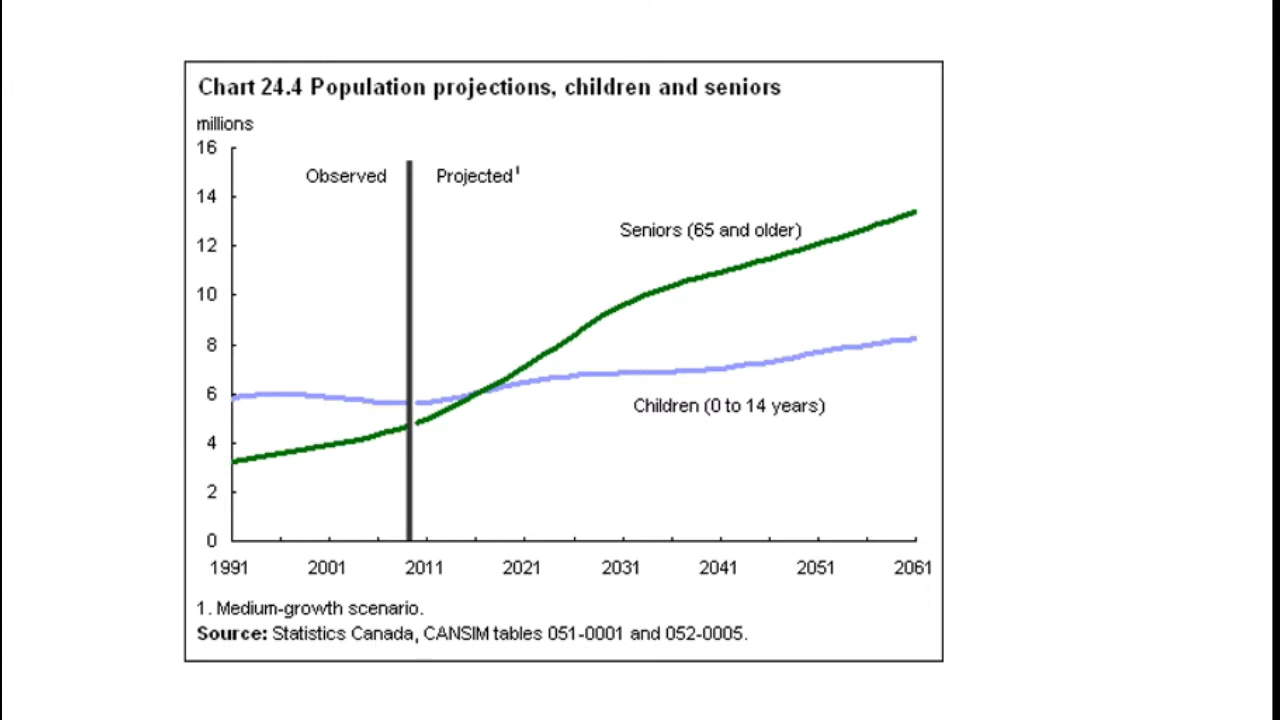 Chart 24.4 Population projections, children and seniors
millions
16
Observed Projected¹
14
Seniors (65 and older)
12
10
8
6
Children (0 to 14 years)
4
2
0
1991 2001 2011 2021 2031 2041 2051 2061
1. Medium-growth scenario.
Source: Statistics Canada, CANSIM tables 051-0001 and 052-0005.